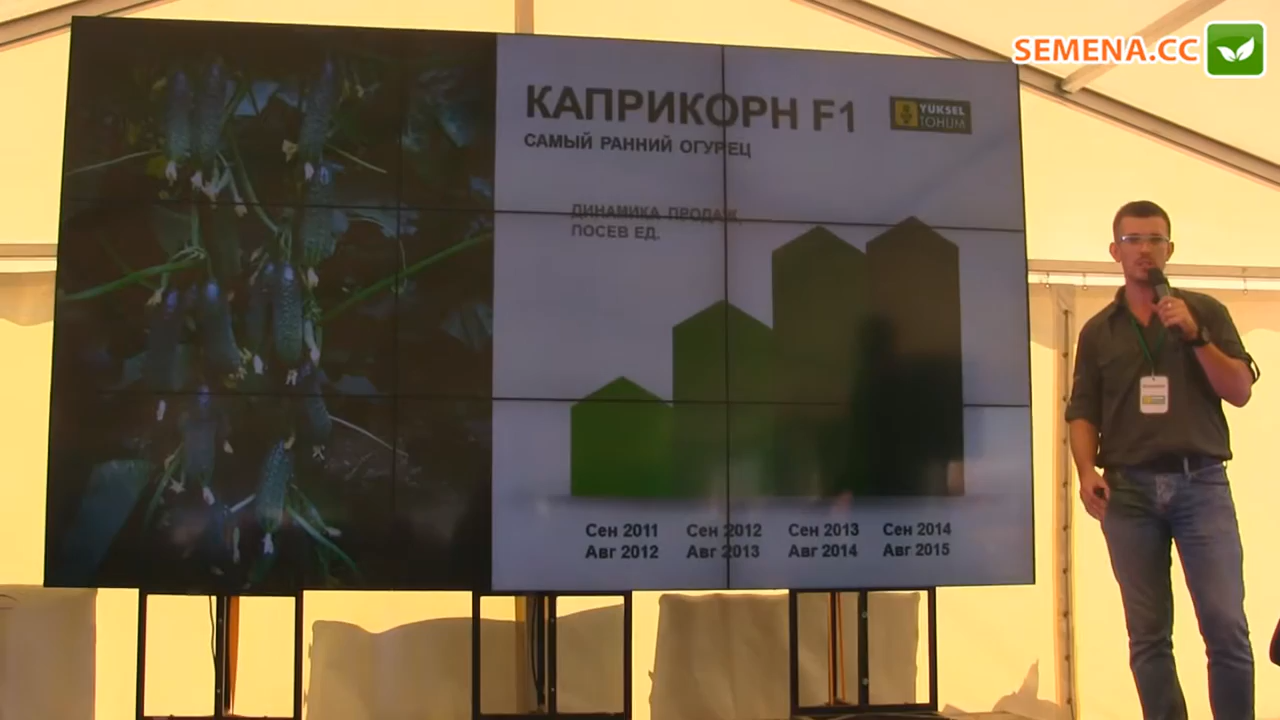 SEMENA.CC
КАПРИКОРН F1
YÜKSEL
TOHUM
САМЫЙ РАННИЙ ОГУРЕЦ
ДИНАМИКА ПРОДАЖ,
ПОСЕВ ЕД.
Сен 2011 Сен 2012 Сен 2013 Сен 2014
Авг 2012 Авг 2013 Авг 2014 Авг 2015